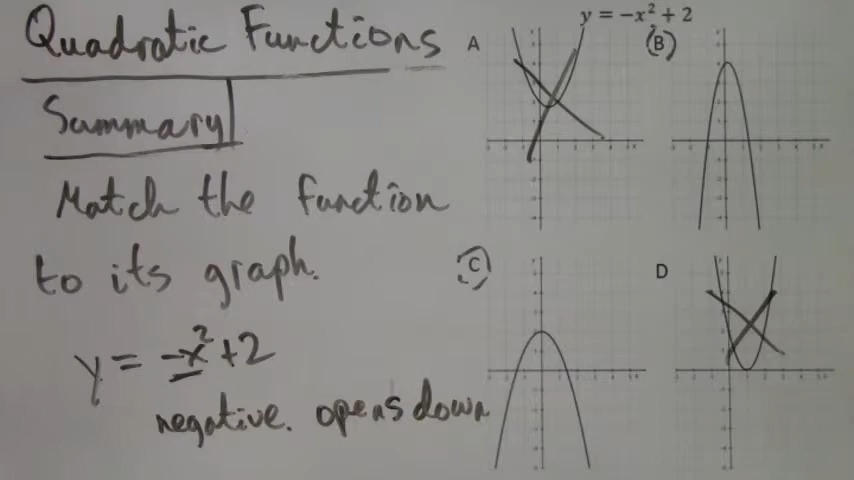 Quadratic Functions
Summary
Match the function
to its graph.
y = -x² + 2
negative. opens down
y = −x² + 2
A
B
C
D